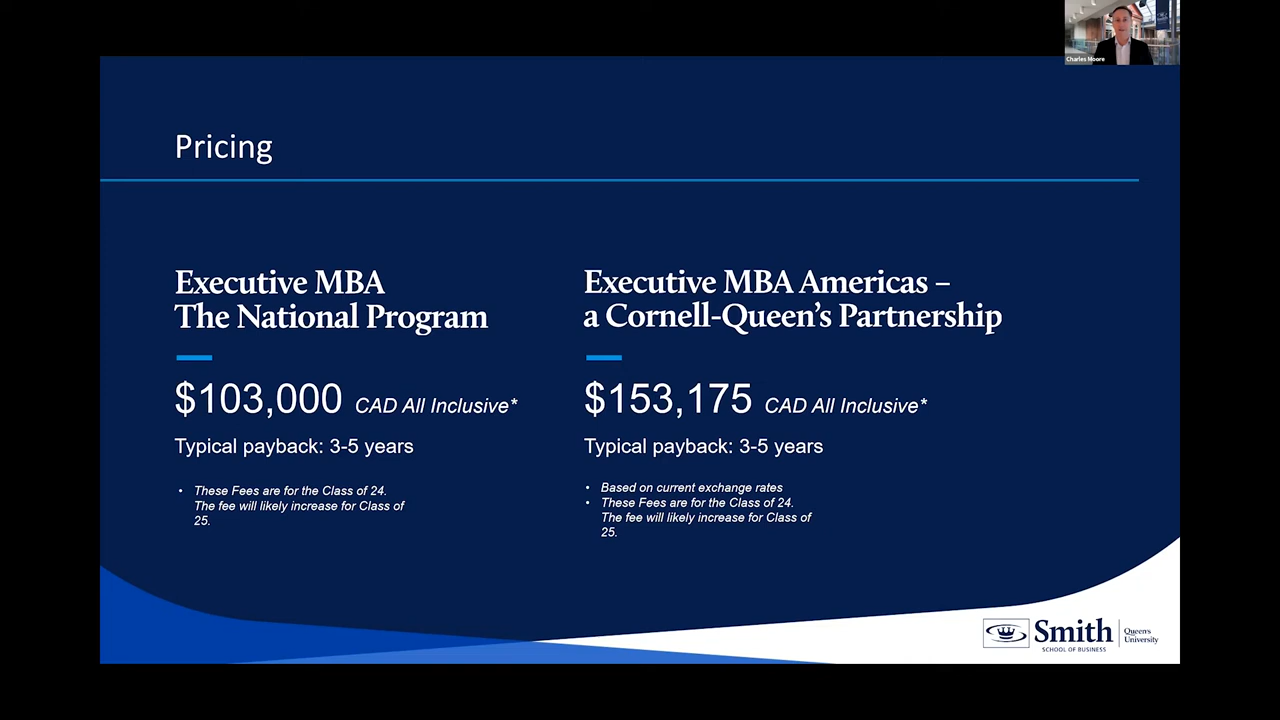 Charles Moore
Pricing
Executive MBA
The National Program
$103,000 CAD All Inclusive*
Typical payback: 3-5 years
• These Fees are for the Class of 24.
The fee will likely increase for Class of
25.
Executive MBA Americas –
a Cornell-Queen's Partnership
$153,175 CAD All Inclusive*
Typical payback: 3-5 years
• Based on current exchange rates
• These Fees are for the Class of 24.
The fee will likely increase for Class of
25.
Smith
SCHOOL OF BUSINESS
Queen's
University